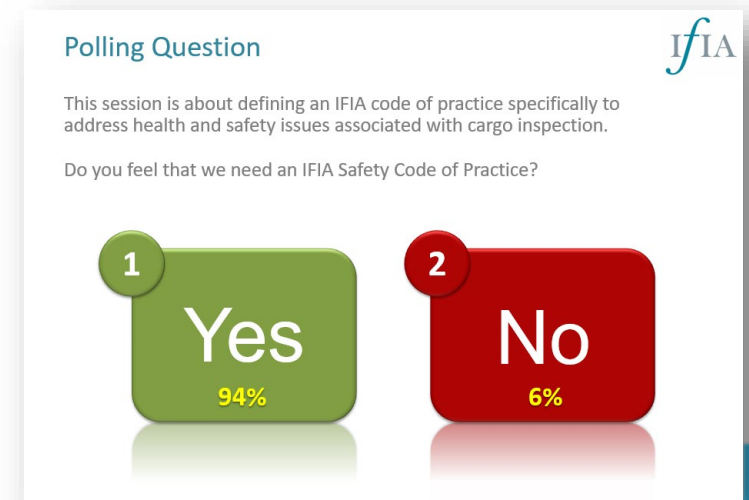 Polling Question
IFIA
This session is about defining an IFIA code of practice specifically to
address health and safety issues associated with cargo inspection.
Do you feel that we need an IFIA Safety Code of Practice?
1
Yes
94%
2
No
6%